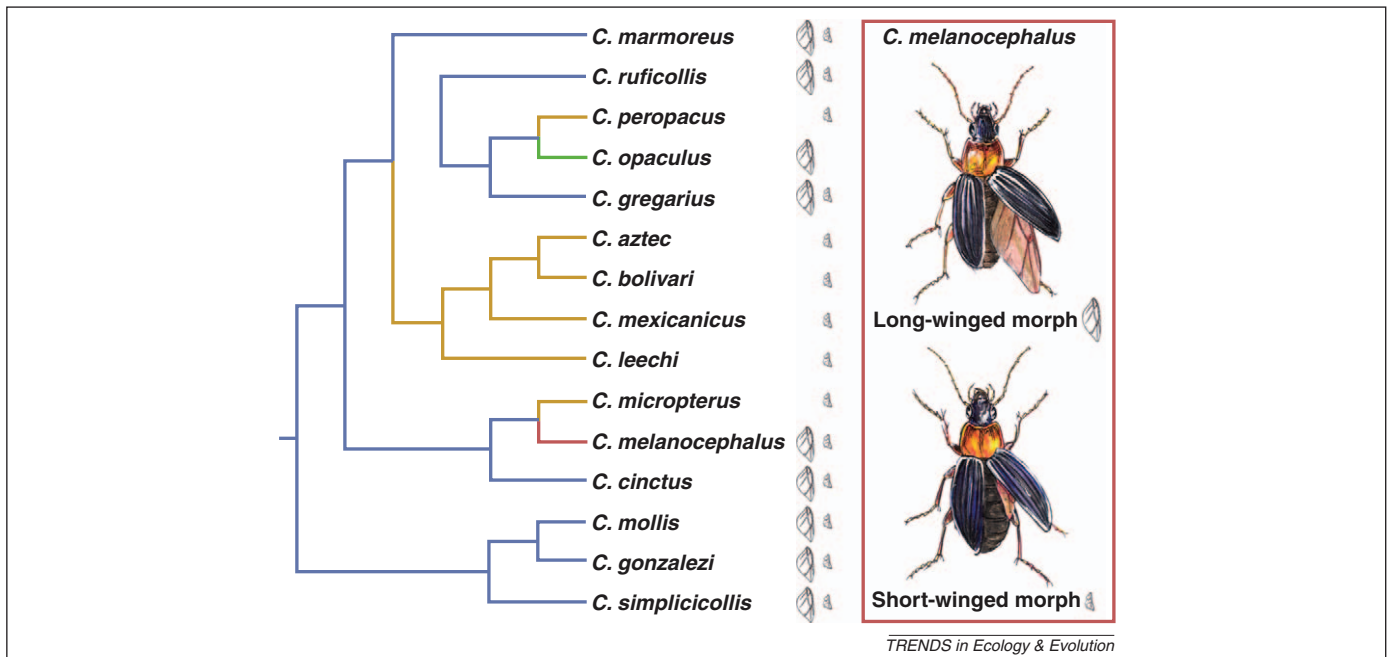 C. marmoreus
C. ruficollis
C. peropacus
C. opaculus
C. gregarius
C. aztec
C. bolivari
C. mexicanicus
C. leechi
C. micropterus
C. melanocephalus
C. cinctus
C. mollis
C. gonzalezi
C. simplicicollis
C. melanocephalus
Long-winged morph
Short-winged morph
TRENDS in Ecology & Evolution